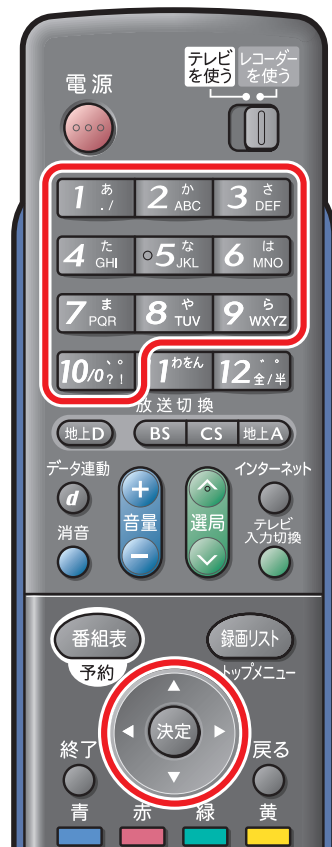 テレビ
を使う
レコーダー
を使う
電源
1 あ ./
2 か ABC
3 さ DEF
4 た GHI
5 な JKL
6 は MNO
7 ま PQR
8 や TUV
9 ら WXYZ
10/0 ゛゜?!
1 わをん
12 ゛゜全/半
放送切換
地上D
BS
CS
地上A
データ連動
インターネット
d
+
音量
−
選局
消音
テレビ
入力切換
番組表
録画リスト
予約
トップメニュー
決定
終了
戻る
青
赤
緑
黄